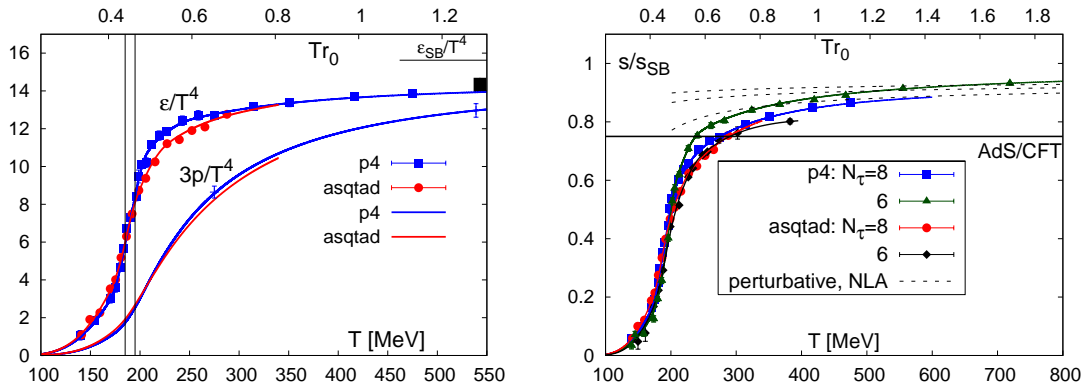 0.4 0.6 0.8 1 1.2
16
14
12
10
8
6
4
2
0
Tr0
εSB/T4
ε/T4
3p/T4
p4
asqtad
p4
asqtad
T [MeV]
100 150 200 250 300 350 400 450 500 550
0.4 0.6 0.8 1 1.2 1.4 1.6 1.8
1
0.8
0.6
0.4
0.2
0
s/sSB
Tr0
AdS/CFT
p4: Nτ=8
6
asqtad: Nτ=8
6
perturbative, NLA
T [MeV]
100 200 300 400 500 600 700 800